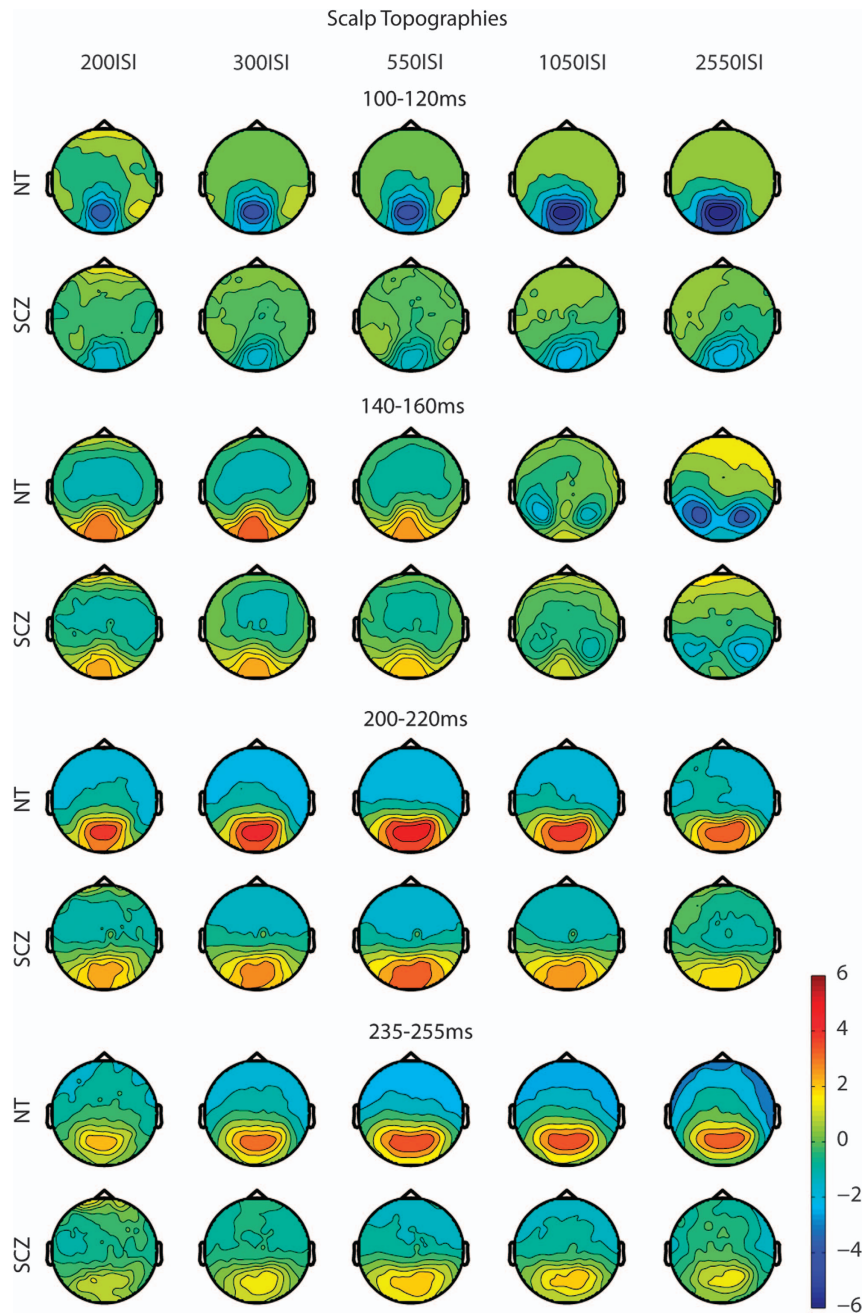 Scalp Topographies
200ISI 300ISI 550ISI 1050ISI 2550ISI
100-120ms
NT
SCZ
140-160ms
NT
SCZ
200-220ms
NT
SCZ
235-255ms
NT
SCZ
6
4
2
0
−2
−4
−6